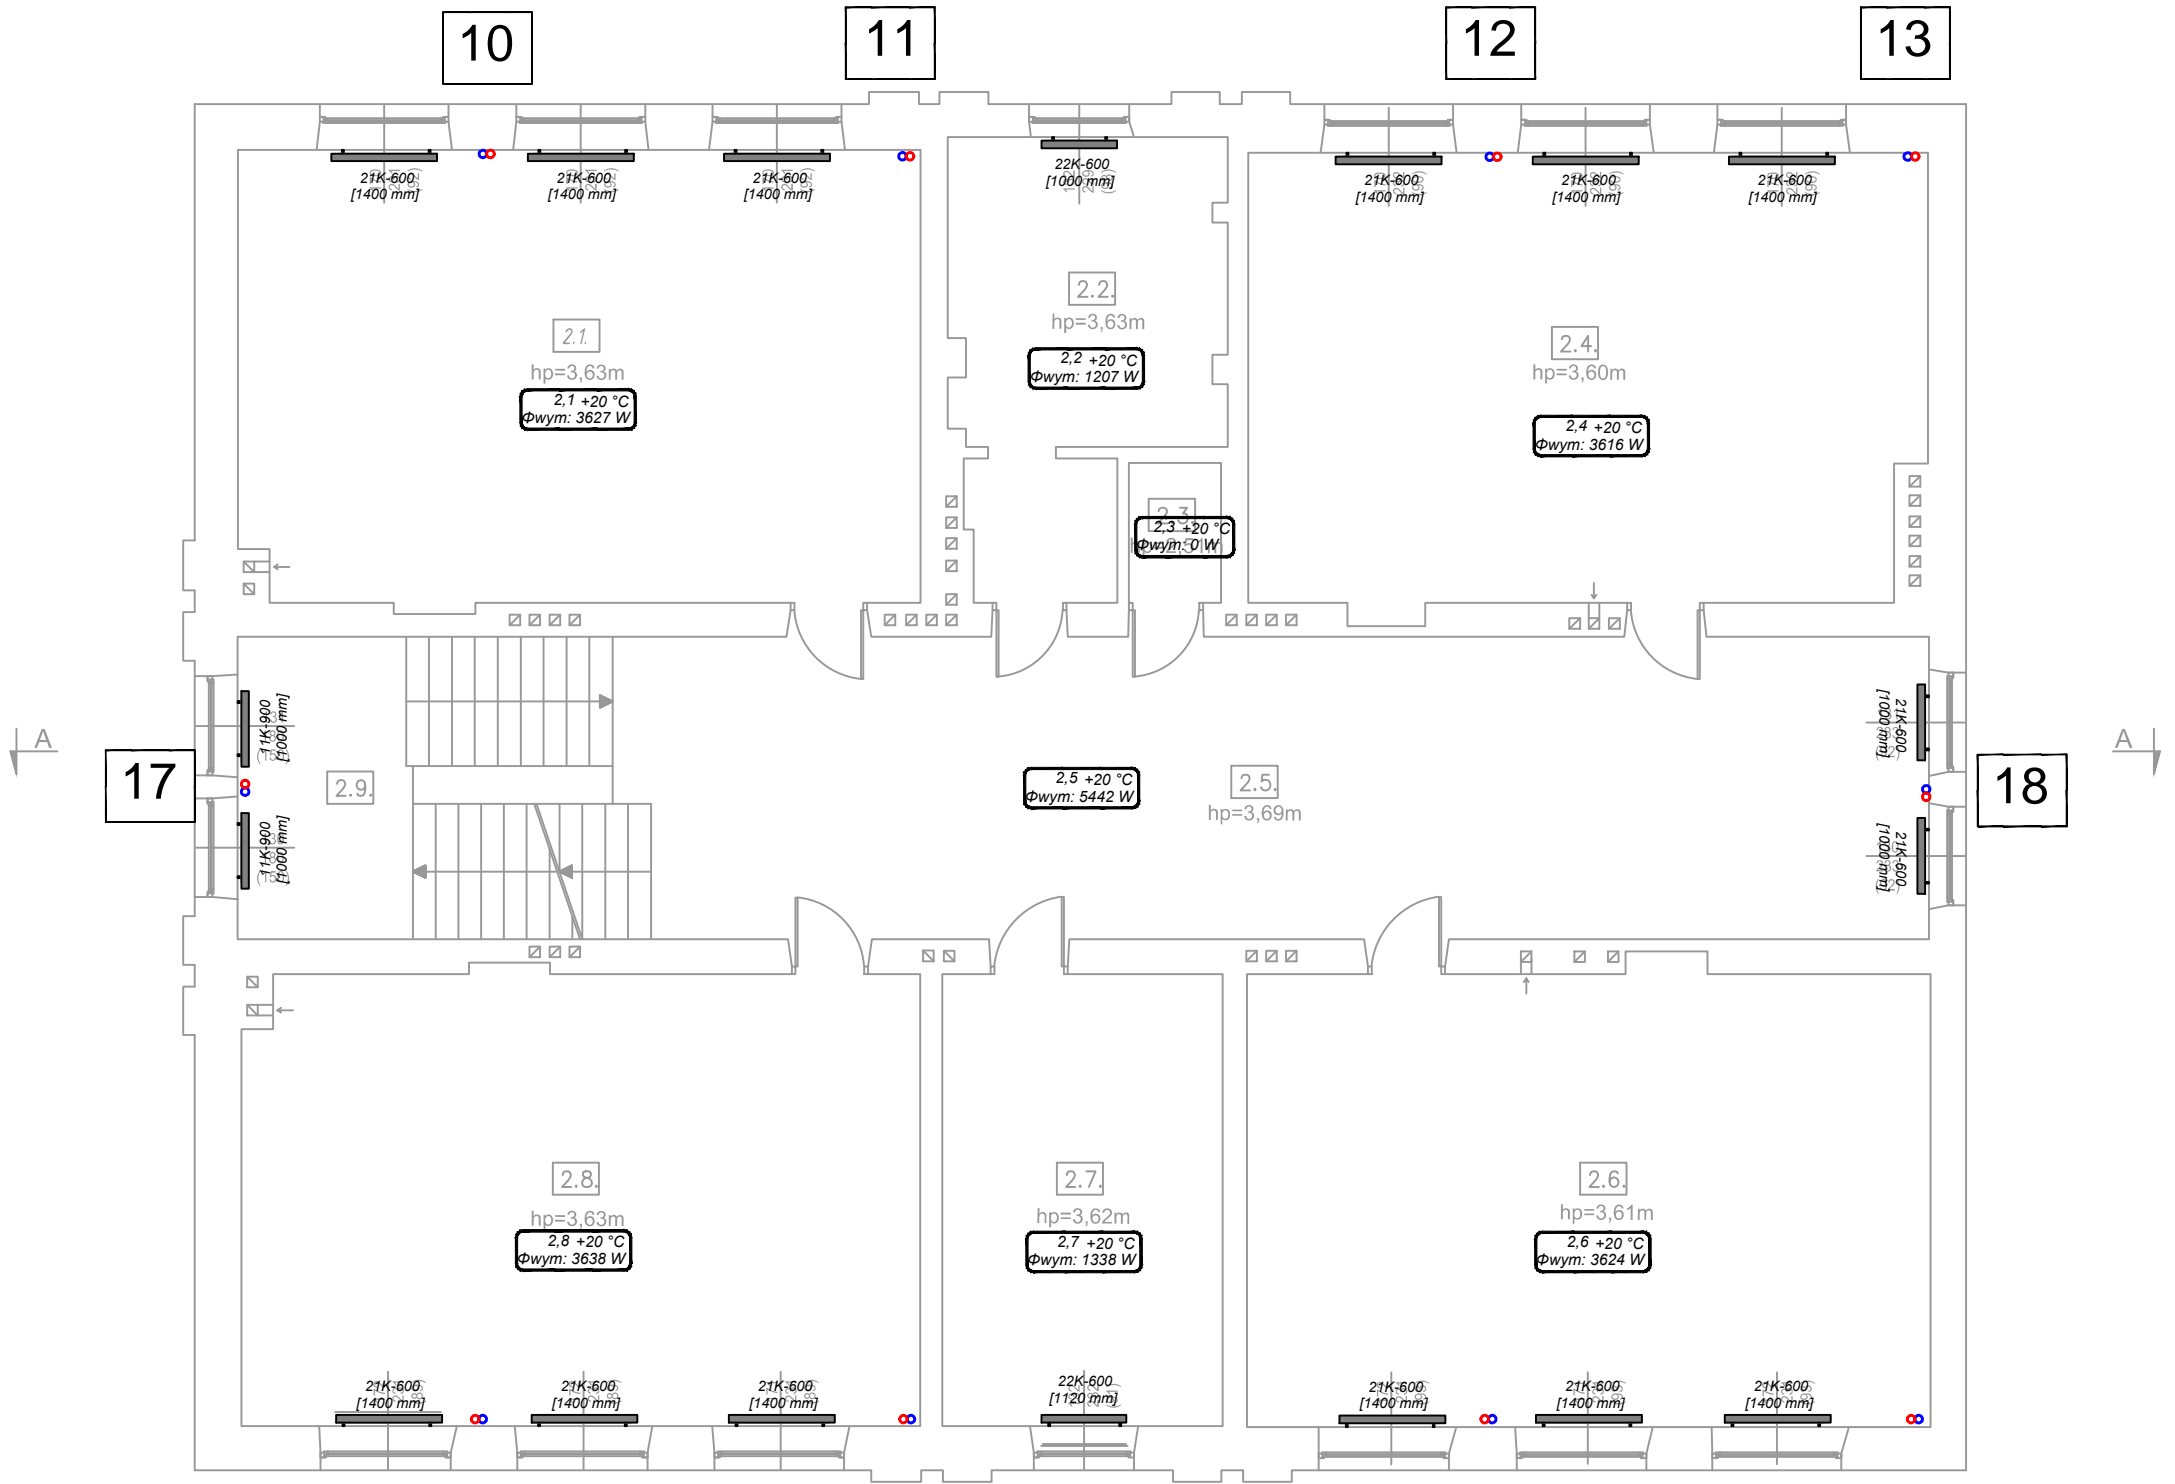 10
11
12
13
21K-600
[1400 mm]
21K-600
[1400 mm]
21K-600
[1400 mm]
22K-600
[1000 mm]
21K-600
[1400 mm]
21K-600
[1400 mm]
21K-600
[1400 mm]
2.1.
hp=3,63m
2,1 +20 °C
Φwym: 3627 W
2.2.
hp=3,63m
2,2 +20 °C
Φwym: 1207 W
2.4.
hp=3,60m
2,4 +20 °C
Φwym: 3616 W
2.3.
2,3 +20 °C
Φwym: 0 W
A
17
11K-900
[1000 mm]
11K-900
[1000 mm]
2.9.
2,5 +20 °C
Φwym: 5442 W
2.5.
hp=3,69m
21K-600
[1000 mm]
21K-600
[1000 mm]
18
A
2.8.
hp=3,63m
2,8 +20 °C
Φwym: 3638 W
2.7.
hp=3,62m
2,7 +20 °C
Φwym: 1338 W
2.6.
hp=3,61m
2,6 +20 °C
Φwym: 3624 W
21K-600
[1400 mm]
21K-600
[1400 mm]
21K-600
[1400 mm]
22K-600
[1120 mm]
21K-600
[1400 mm]
21K-600
[1400 mm]
21K-600
[1400 mm]